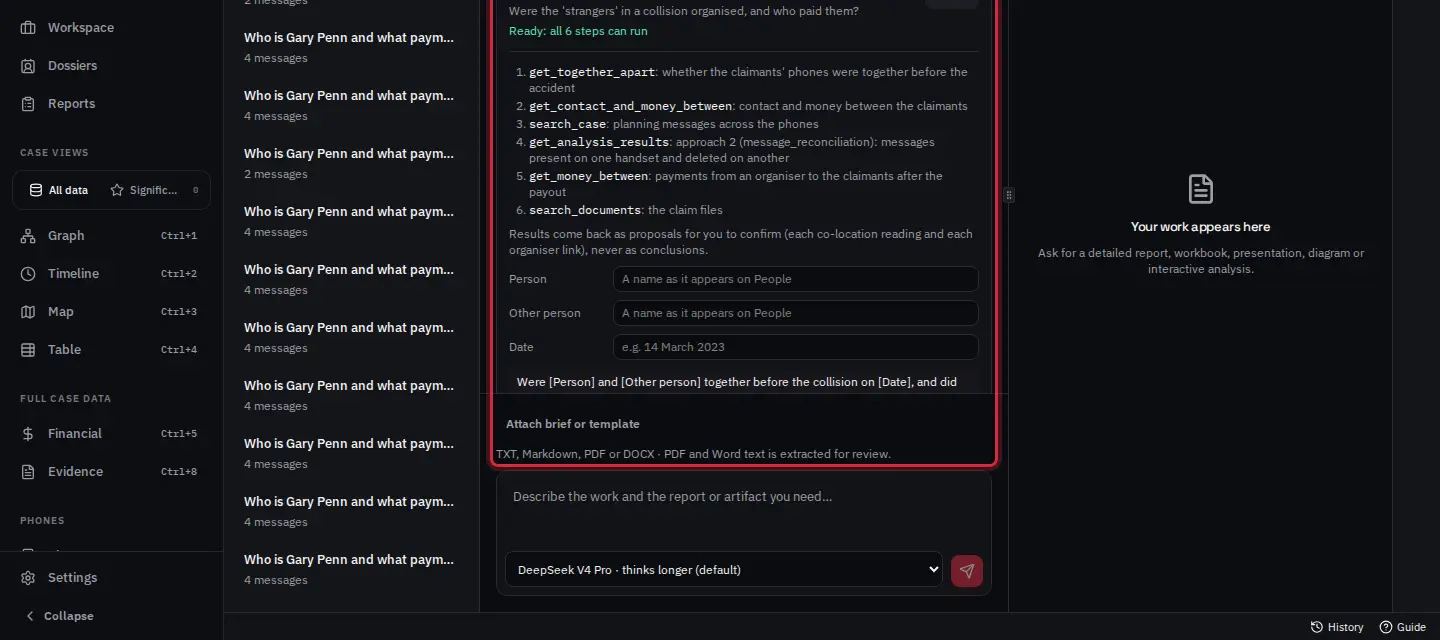 Workspace
Dossiers
Reports
CASE VIEWS
All data
Signific...
0
Graph
Ctrl+1
Timeline
Ctrl+2
Map
Ctrl+3
Table
Ctrl+4
FULL CASE DATA
Financial
Ctrl+5
Evidence
Ctrl+8
PHONES
Settings
Collapse
2 messages
Who is Gary Penn and what paym...
4 messages
Who is Gary Penn and what paym...
4 messages
Who is Gary Penn and what paym...
2 messages
Who is Gary Penn and what paym...
4 messages
Who is Gary Penn and what paym...
4 messages
Who is Gary Penn and what paym...
4 messages
Who is Gary Penn and what paym...
4 messages
Who is Gary Penn and what paym...
4 messages
Who is Gary Penn and what paym...
4 messages
Who is Gary Penn and what paym...
4 messages
Were the 'strangers' in a collision organised, and who paid them?
Ready: all 6 steps can run
1. get_together_apart: whether the claimants' phones were together before the
accident
2. get_contact_and_money_between: contact and money between the claimants
3. search_case: planning messages across the phones
4. get_analysis_results: approach 2 (message_reconciliation): messages
present on one handset and deleted on another
5. get_money_between: payments from an organiser to the claimants after the
payout
6. search_documents: the claim files
Results come back as proposals for you to confirm (each co-location reading and each
organiser link), never as conclusions.
Person
A name as it appears on People
Other person
A name as it appears on People
Date
e.g. 14 March 2023
Were [Person] and [Other person] together before the collision on [Date], and did
Attach brief or template
TXT, Markdown, PDF or DOCX · PDF and Word text is extracted for review.
Describe the work and the report or artifact you need...
DeepSeek V4 Pro · thinks longer (default)
Your work appears here
Ask for a detailed report, workbook, presentation, diagram or
interactive analysis.
History
Guide